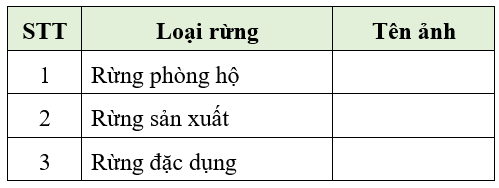 STT Loại rừng Tên ảnh
1 Rừng phòng hộ
2 Rừng sản xuất
3 Rừng đặc dụng